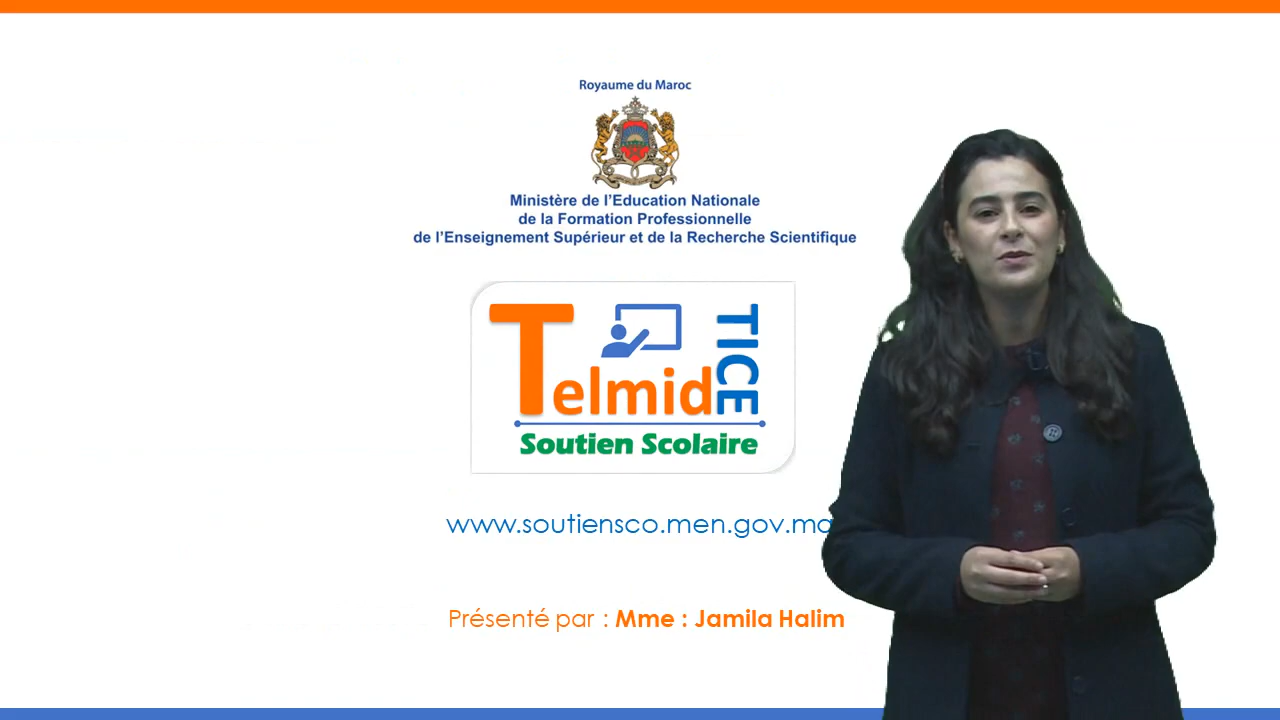 Royaume du Maroc
Ministère de l'Education Nationale
de la Formation Professionnelle
de l'Enseignement Supérieur et de la Recherche Scientifique
Telmid TICE
Soutien Scolaire
www.soutiensco.men.gov.ma
Présenté par : Mme : Jamila Halim